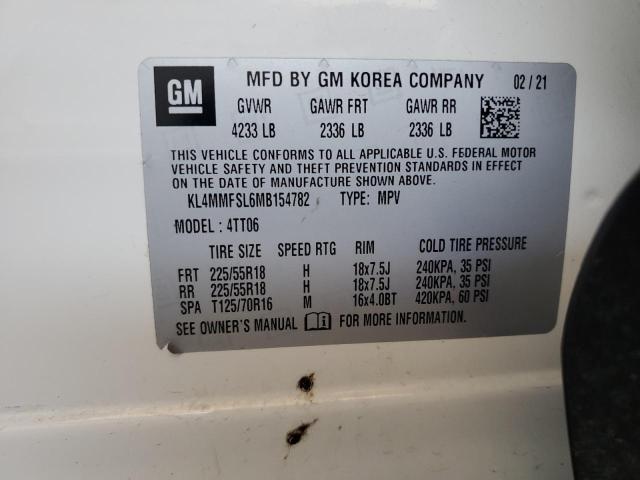 GM MFD BY GM KOREA COMPANY 02/21
GVWR GAWR FRT GAWR RR
4233 LB 2336 LB 2336 LB
THIS VEHICLE CONFORMS TO ALL APPLICABLE U.S. FEDERAL MOTOR
VEHICLE SAFETY AND THEFT PREVENTION STANDARDS IN EFFECT
ON THE DATE OF MANUFACTURE SHOWN ABOVE.
KL4MMFSL6MB154782 TYPE: MPV
MODEL: 4TT06
TIRE SIZE SPEED RTG RIM COLD TIRE PRESSURE
FRT 225/55R18 H 18x7.5J 240KPA, 35 PSI
RR 225/55R18 H 18x7.5J 240KPA, 35 PSI
SPA T125/70R16 M 16x4.0BT 420KPA, 60 PSI
SEE OWNER'S MANUAL FOR MORE INFORMATION.